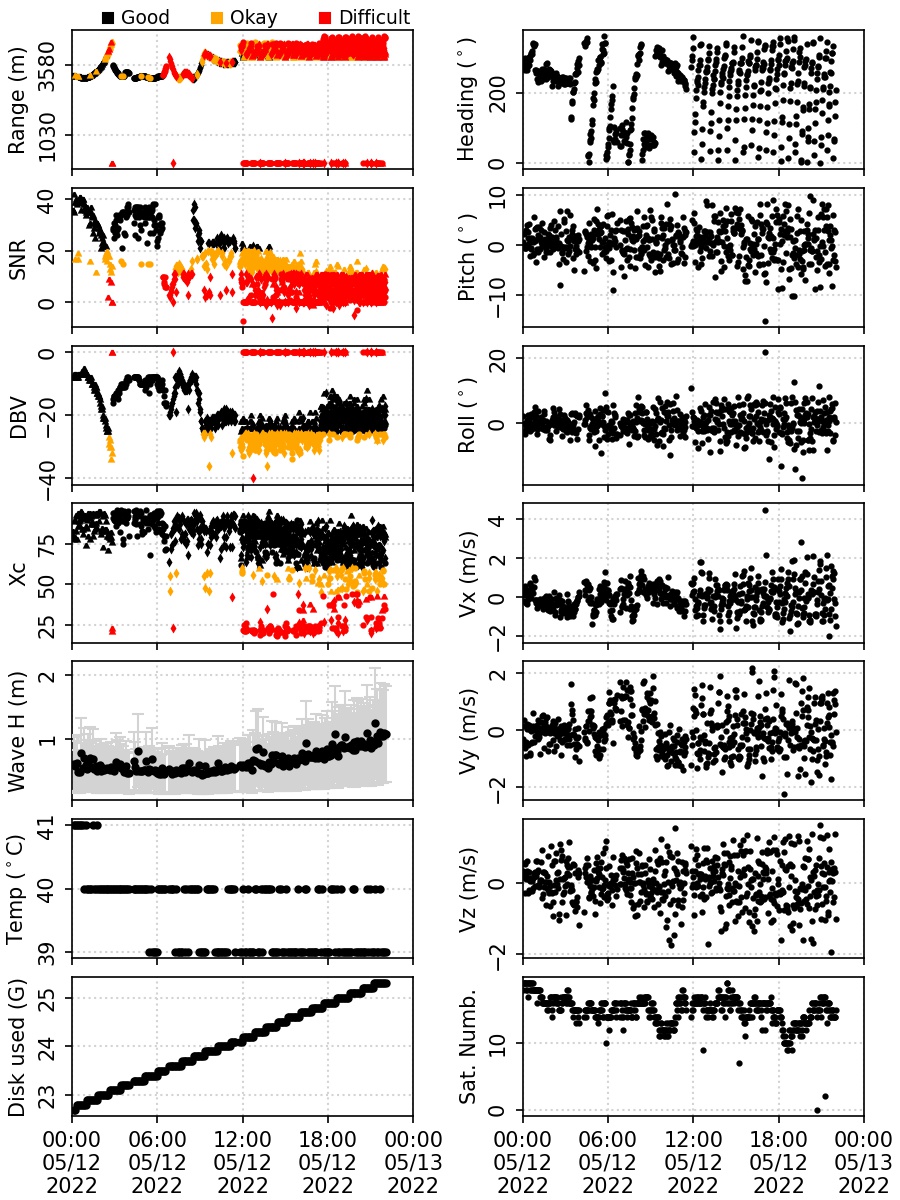 Good Okay Difficult
Range (m)
3580
1030
Heading (°)
200
0
SNR
40
20
0
Pitch (°)
10
0
−10
DBV
0
−20
−40
Roll (°)
20
0
Xc
75
50
25
Vx (m/s)
4
2
0
−2
Wave H (m)
2
1
Vy (m/s)
2
0
−2
Temp (°C)
41
40
39
Vz (m/s)
0
−2
Disk used (G)
25
24
23
Sat. Numb.
10
0
00:00 06:00 12:00 18:00 00:00
05/12 05/12 05/12 05/12 05/13
2022 2022 2022 2022 2022
00:00 06:00 12:00 18:00 00:00
05/12 05/12 05/12 05/12 05/13
2022 2022 2022 2022 2022